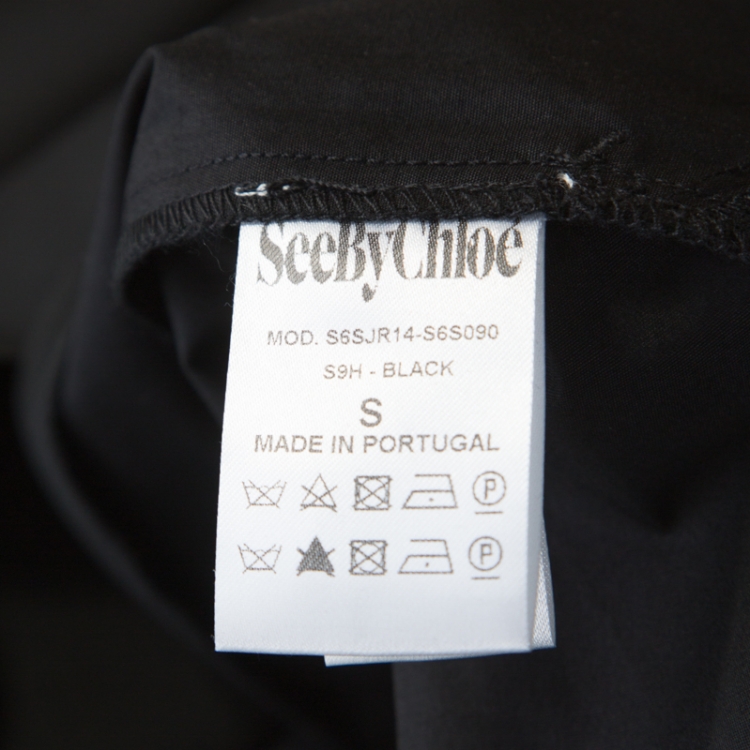 SeeByChloé
MOD. S6SJR14-S6S090
S9H - BLACK
S
MADE IN PORTUGAL
P
P